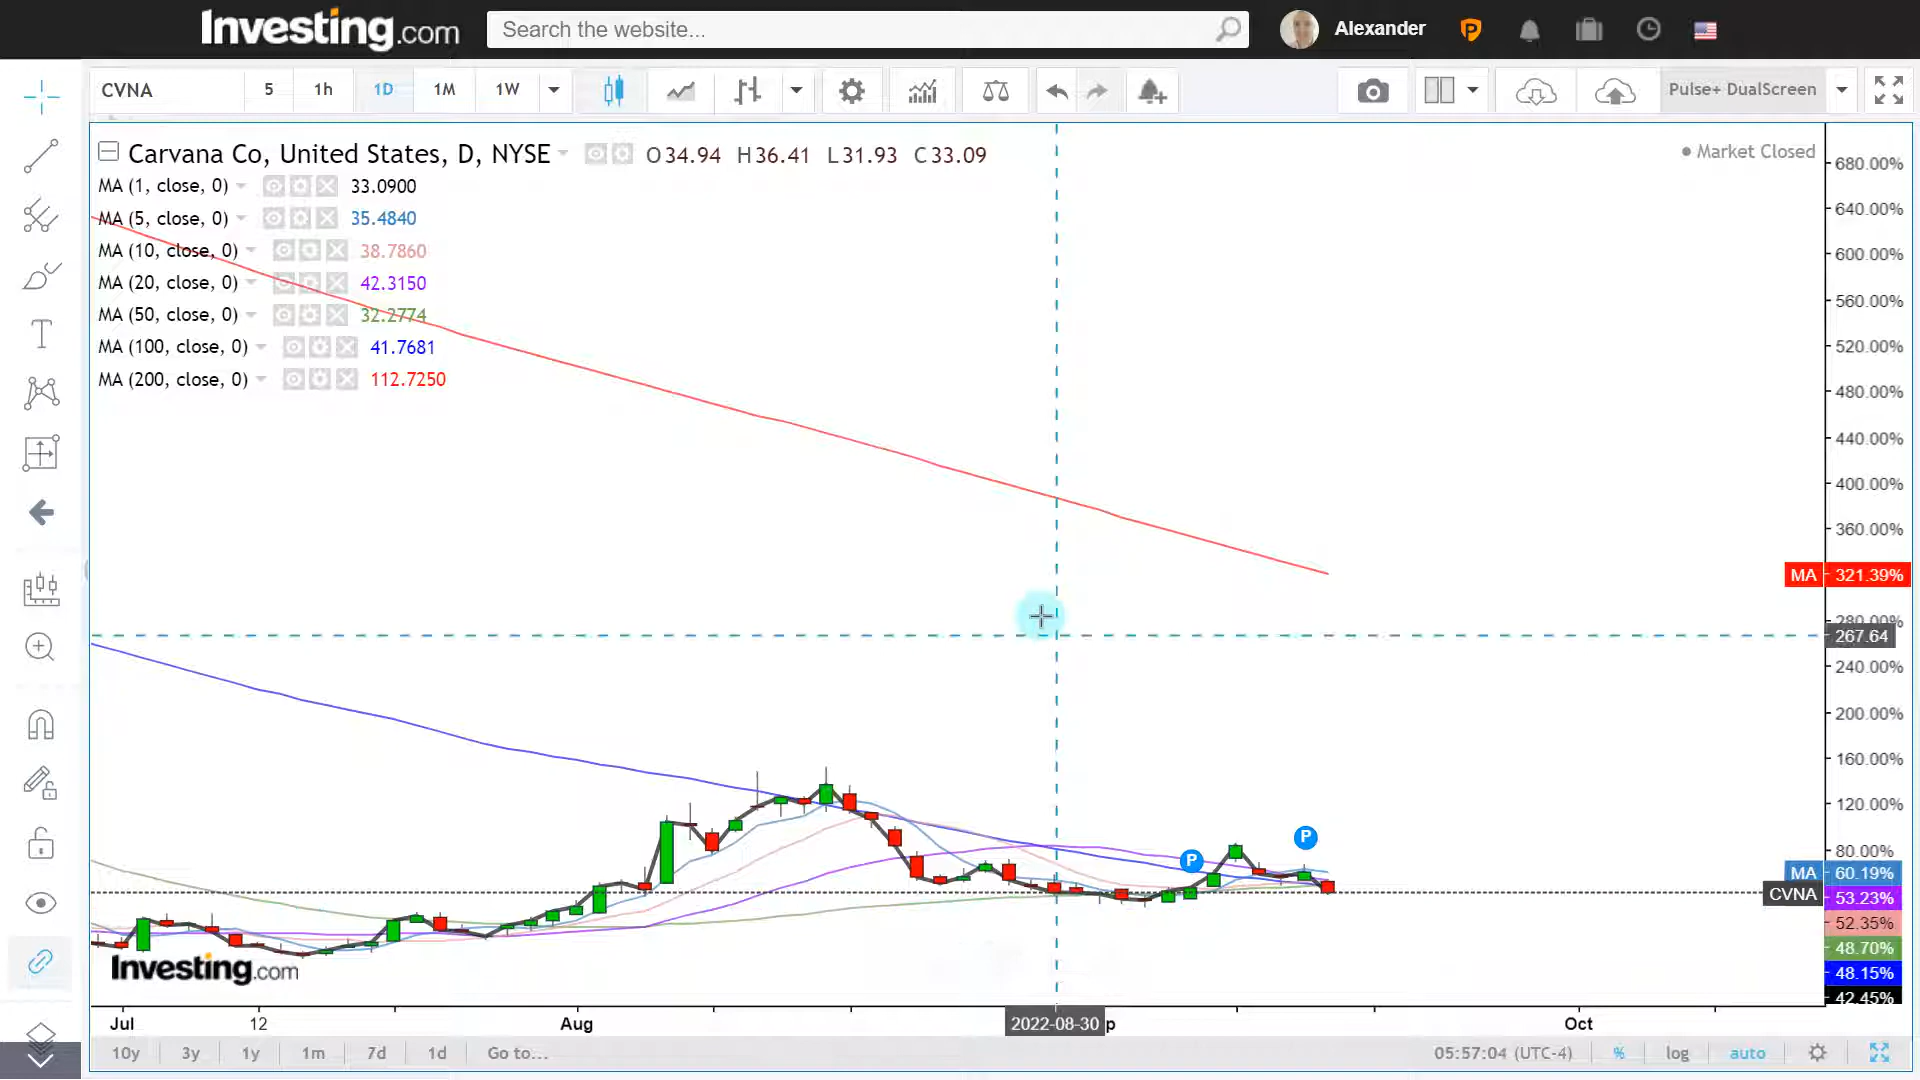 Investing.com
Search the website...
Alexander
CVNA
5
1h
1D
1M
1W
Pulse+ DualScreen
Carvana Co, United States, D, NYSE
O34.94 H36.41 L31.93 C33.09
Market Closed
MA (1, close, 0) 33.0900
MA (5, close, 0) 35.4840
MA (10, close, 0) 38.7860
MA (20, close, 0) 42.3150
MA (50, close, 0) 32.2774
MA (100, close, 0) 41.7681
MA (200, close, 0) 112.7250
680.00%
640.00%
600.00%
560.00%
520.00%
480.00%
440.00%
400.00%
360.00%
MA 321.39%
280.00%
267.64
240.00%
200.00%
160.00%
120.00%
80.00%
P
P
MA 60.19%
CVNA
53.23%
52.35%
48.70%
48.15%
42.45%
Investing.com
Jul
12
Aug
2022-08-30
p
Oct
10y
3y
1y
1m
7d
1d
Go to...
05:57:04 (UTC-4)
%
log
auto
T